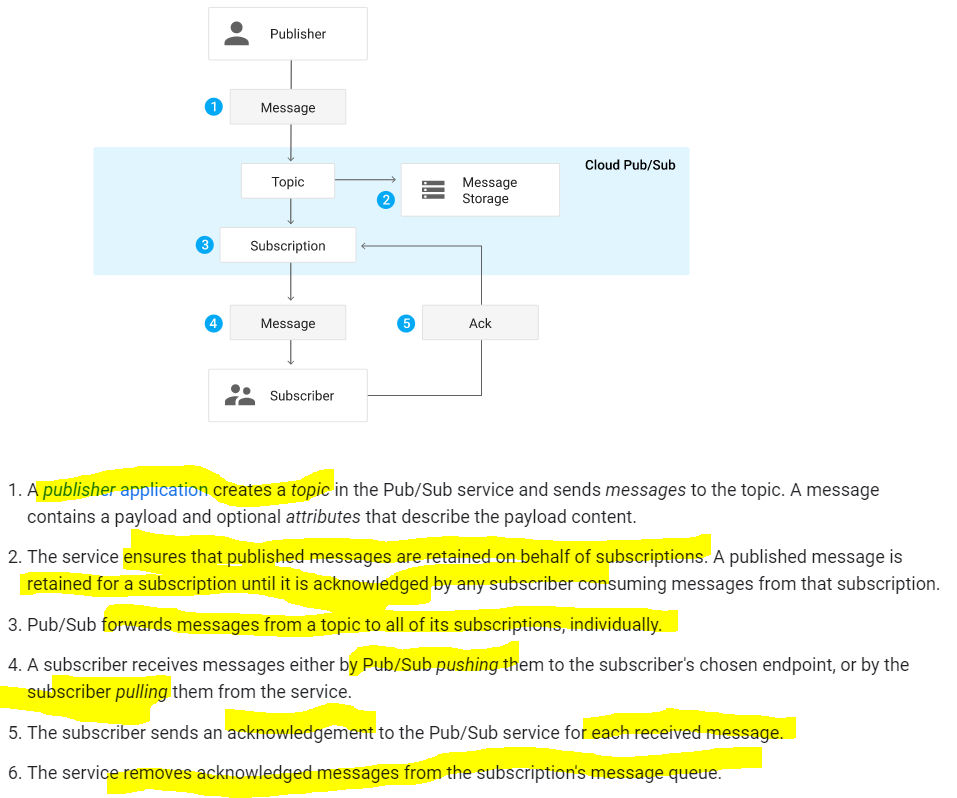 Publisher
1 Message
Cloud Pub/Sub
Topic
2 Message
Storage
3 Subscription
4 Message
5 Ack
Subscriber
1. A publisher application creates a topic in the Pub/Sub service and sends messages to the topic. A message
contains a payload and optional attributes that describe the payload content.
2. The service ensures that published messages are retained on behalf of subscriptions. A published message is
retained for a subscription until it is acknowledged by any subscriber consuming messages from that subscription.
3. Pub/Sub forwards messages from a topic to all of its subscriptions, individually.
4. A subscriber receives messages either by Pub/Sub pushing them to the subscriber's chosen endpoint, or by the
subscriber pulling them from the service.
5. The subscriber sends an acknowledgement to the Pub/Sub service for each received message.
6. The service removes acknowledged messages from the subscription's message queue.